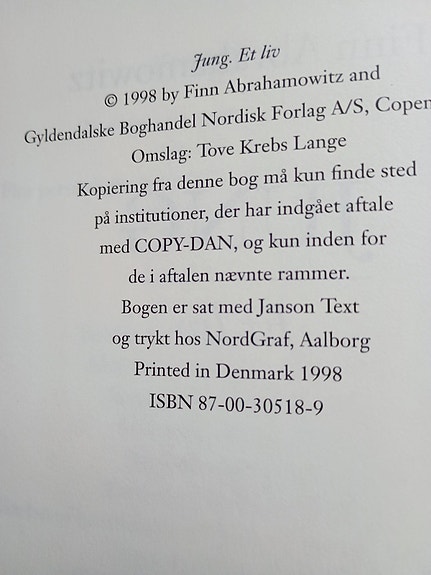 Jung. Et liv
© 1998 by Finn Abrahamowitz and
Gyldendalske Boghandel Nordisk Forlag A/S, Copen
Omslag: Tove Krebs Lange
Kopiering fra denne bog må kun finde sted
på institutioner, der har indgået aftale
med COPY-DAN, og kun inden for
de i aftalen nævnte rammer.
Bogen er sat med Janson Text
og trykt hos NordGraf, Aalborg
Printed in Denmark 1998
ISBN 87-00-30518-9